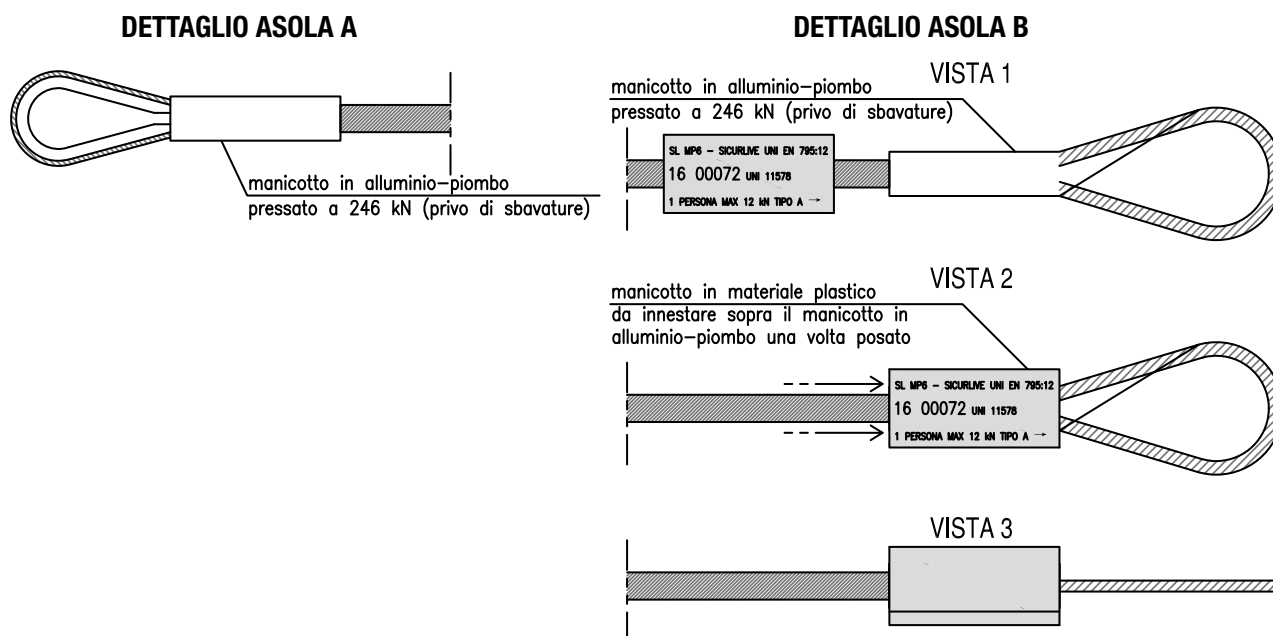 DETTAGLIO ASOLA A
manicotto in alluminio-piombo
pressato a 246 kN (privo di sbavature)
DETTAGLIO ASOLA B
VISTA 1
manicotto in alluminio-piombo
pressato a 246 kN (privo di sbavature)
SL MP6 - SICURLIVE UNI EN 795:12
16 00072 UNI 11578
1 PERSONA MAX 12 kN TIPO A →
VISTA 2
manicotto in materiale plastico
da innestare sopra il manicotto in
alluminio-piombo una volta posato
SL MP6 - SICURLIVE UNI EN 795:12
16 00072 UNI 11578
1 PERSONA MAX 12 kN TIPO A →
VISTA 3